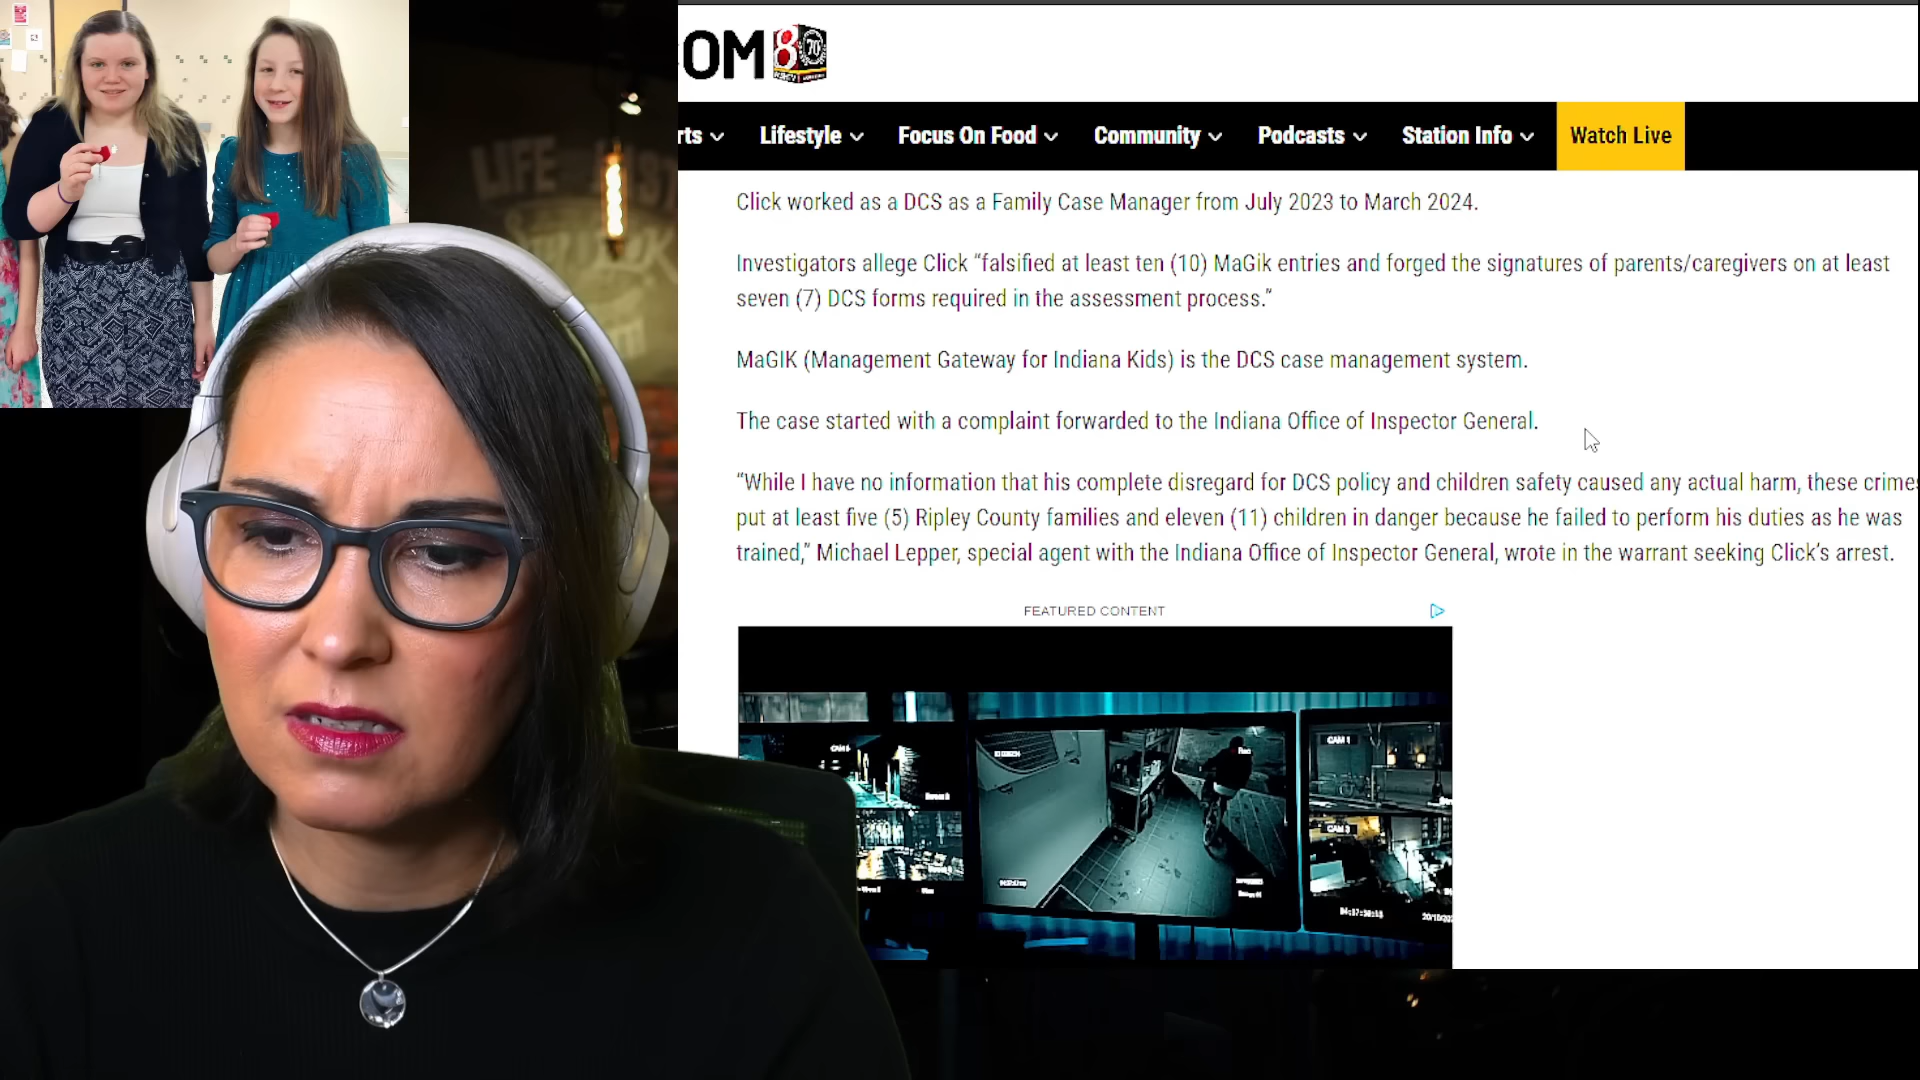 OM 8
rts Lifestyle Focus On Food Community Podcasts Station Info Watch Live
Click worked as a DCS as a Family Case Manager from July 2023 to March 2024.
Investigators allege Click “falsified at least ten (10) MaGik entries and forged the signatures of parents/caregivers on at least
seven (7) DCS forms required in the assessment process.”
MaGIK (Management Gateway for Indiana Kids) is the DCS case management system.
The case started with a complaint forwarded to the Indiana Office of Inspector General.
“While I have no information that his complete disregard for DCS policy and children safety caused any actual harm, these crimes
put at least five (5) Ripley County families and eleven (11) children in danger because he failed to perform his duties as he was
trained,” Michael Lepper, special agent with the Indiana Office of Inspector General, wrote in the warrant seeking Click’s arrest.
FEATURED CONTENT
CAM 1
CAM 3
LIFE